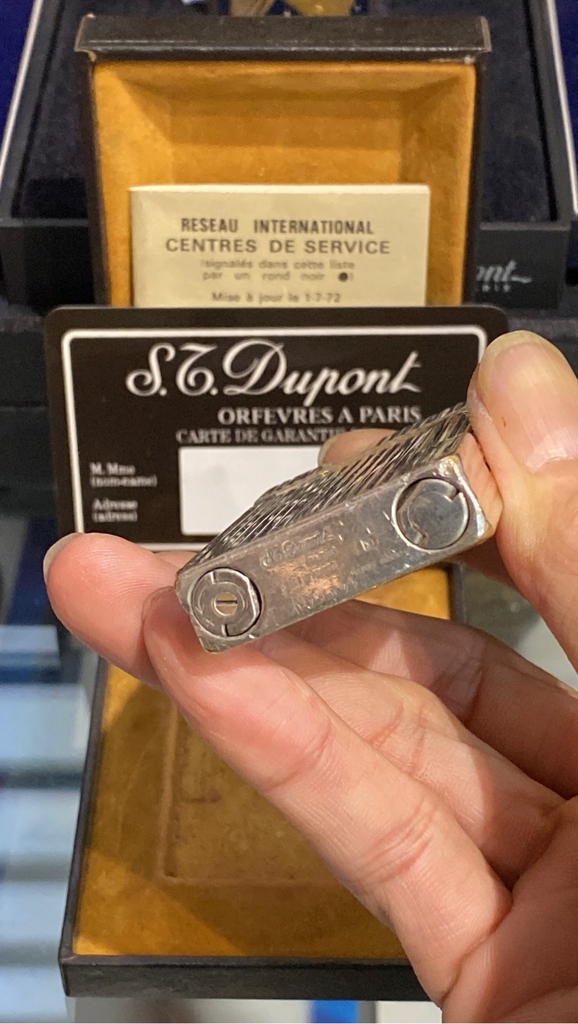 RESEAU INTERNATIONAL
CENTRES DE SERVICE
(signalés dans cette liste
par un rond noir ●)
Mise à jour le 1-7-72
S.T. Dupont
ORFEVRES A PARIS
CARTE DE GARANTIE
M. Mme
(nom-name)
Adresse
(adress)